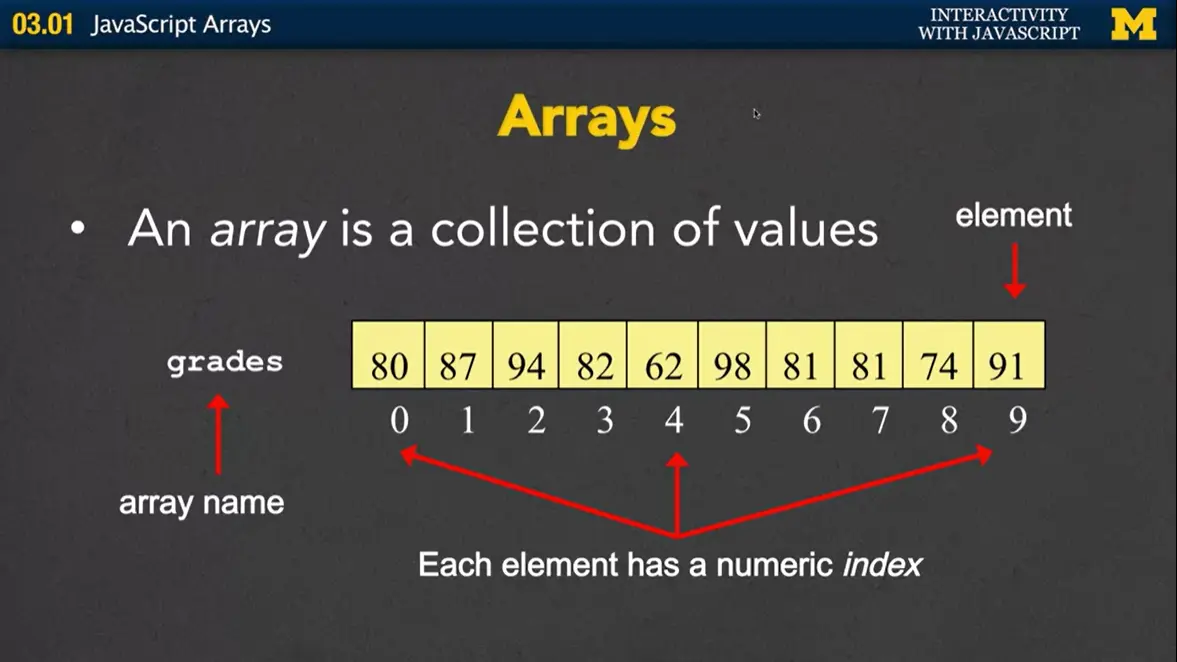 03.01 JavaScript Arrays
INTERACTIVITY
WITH JAVASCRIPT
M
Arrays
• An array is a collection of values
element
grades
80 87 94 82 62 98 81 81 74 91
0 1 2 3 4 5 6 7 8 9
array name
Each element has a numeric index